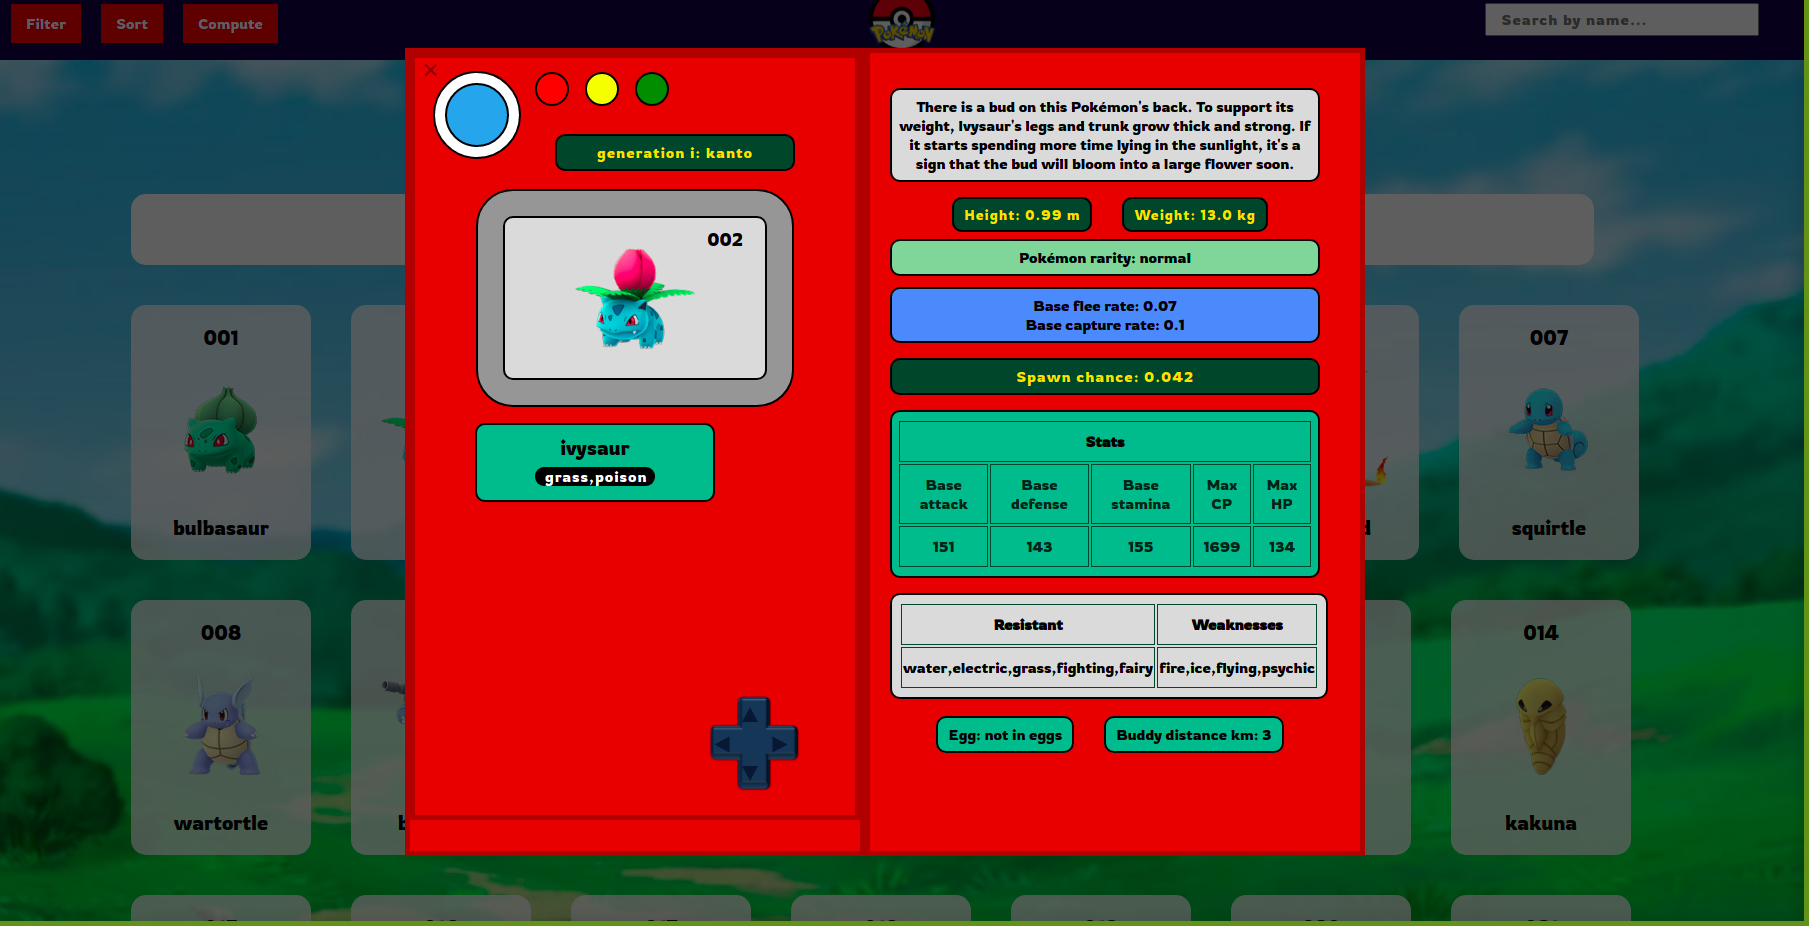 Filter
Sort
Compute
Pokémon
Search by name...
generation i: kanto
002
ivysaur
grass,poison
There is a bud on this Pokémon's back. To support its
weight, Ivysaur's legs and trunk grow thick and strong. If
it starts spending more time lying in the sunlight, it's a
sign that the bud will bloom into a large flower soon.
Height: 0.99 m
Weight: 13.0 kg
Pokémon rarity: normal
Base flee rate: 0.07
Base capture rate: 0.1
Spawn chance: 0.042
Stats
Base attack
Base defense
Base stamina
Max CP
Max HP
151
143
155
1699
134
Resistant
Weaknesses
water,electric,grass,fighting,fairy
fire,ice,flying,psychic
Egg: not in eggs
Buddy distance km: 3
001
bulbasaur
007
squirtle
008
wartortle
014
kakuna